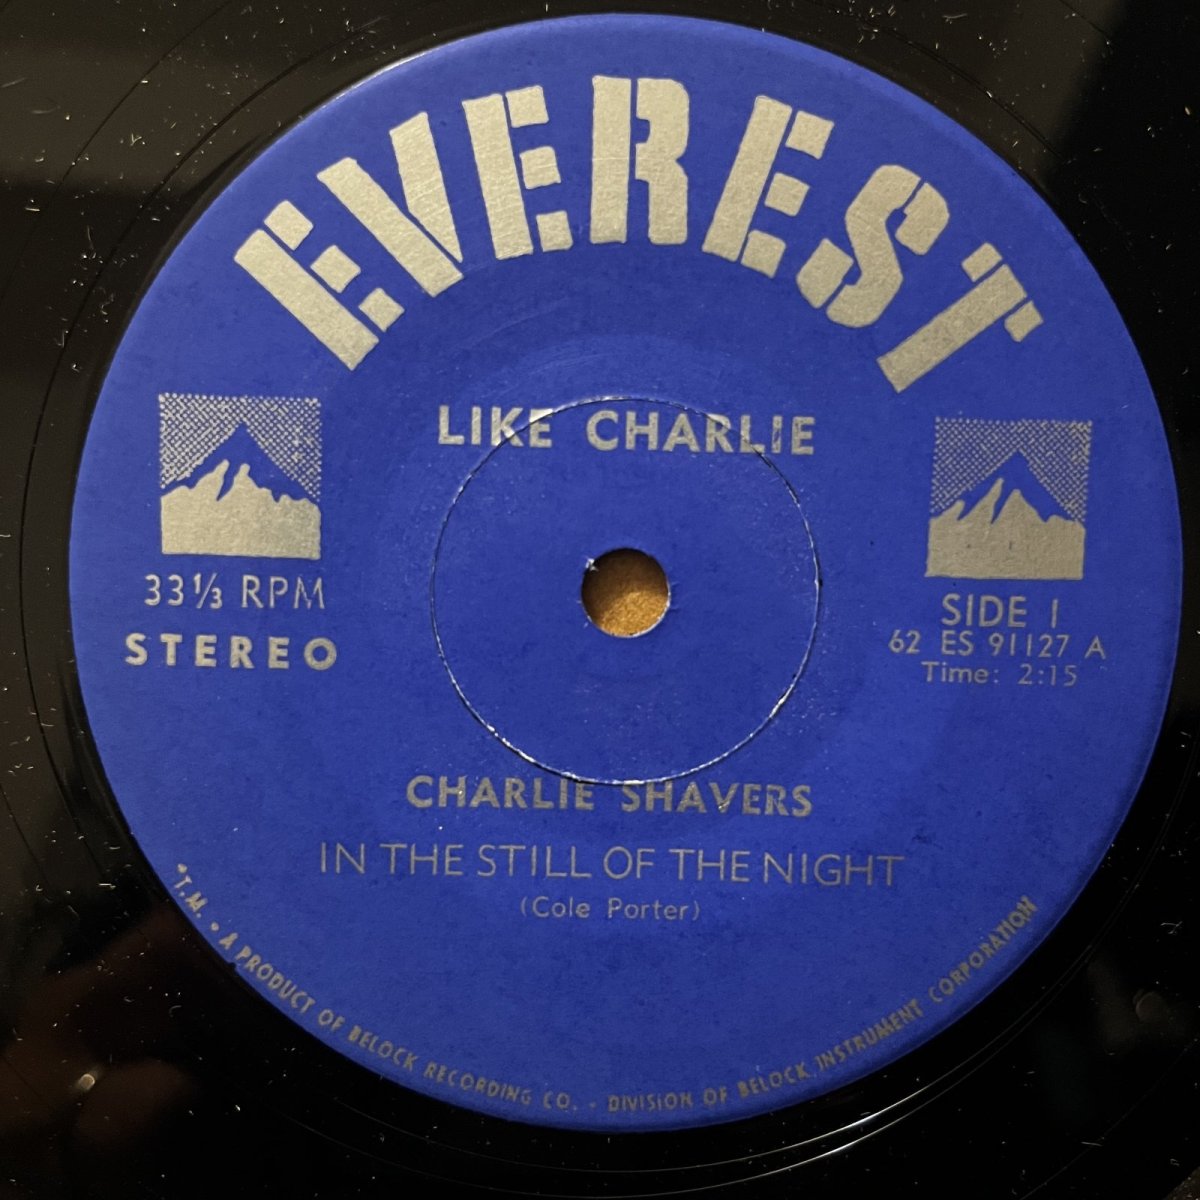 EVEREST
LIKE CHARLIE
33⅓ RPM
STEREO
SIDE 1
62 ES 91127 A
Time: 2:15
CHARLIE SHAVERS
IN THE STILL OF THE NIGHT
(Cole Porter)
*T.M. • A PRODUCT OF BELOCK RECORDING CO. - DIVISION OF BELOCK INSTRUMENT CORPORATION